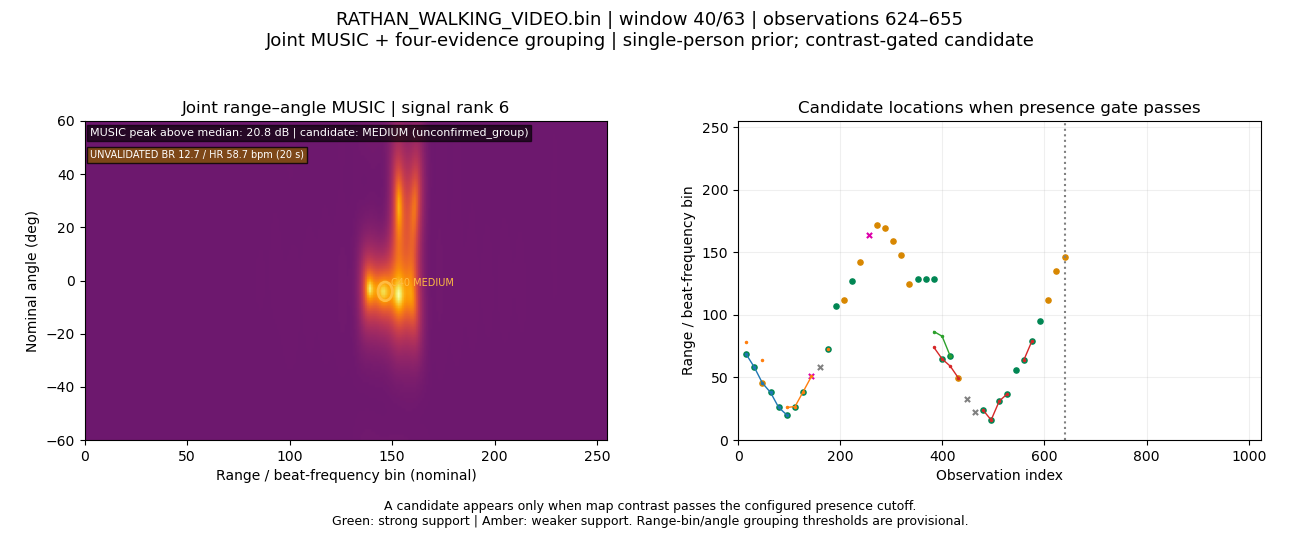 RATHAN_WALKING_VIDEO.bin | window 40/63 | observations 624–655
Joint MUSIC + four-evidence grouping | single-person prior; contrast-gated candidate
Joint range–angle MUSIC | signal rank 6
MUSIC peak above median: 20.8 dB | candidate: MEDIUM (unconfirmed_group)
UNVALIDATED BR 12.7 / HR 58.7 bpm (20 s)
MEDIUM
Nominal angle (deg)
60
40
20
0
−20
−40
−60
0 50 100 150 200 250
Range / beat-frequency bin (nominal)
Candidate locations when presence gate passes
Range / beat-frequency bin
250
200
150
100
50
0
0 200 400 600 800 1000
Observation index
A candidate appears only when map contrast passes the configured presence cutoff.
Green: strong support | Amber: weaker support. Range-bin/angle grouping thresholds are provisional.